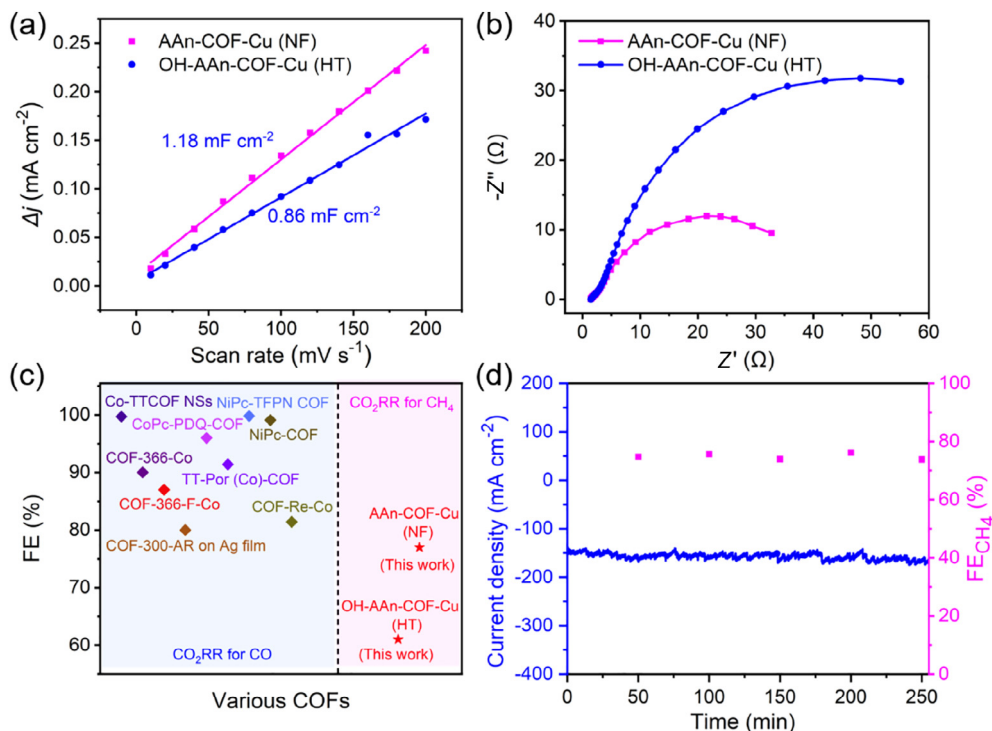 (a)
AAn-COF-Cu (NF)
OH-AAn-COF-Cu (HT)
1.18 mF cm⁻²
0.86 mF cm⁻²
Δj (mA cm⁻²)
0.25
0.20
0.15
0.10
0.05
0.00
0
50
100
150
200
Scan rate (mV s⁻¹)
(b)
AAn-COF-Cu (NF)
OH-AAn-COF-Cu (HT)
-Z'' (Ω)
40
30
20
10
0
0
10
20
30
40
50
60
Z' (Ω)
(c)
Co-TTCOF NSs
NiPc-TFPN COF
CoPc-PDQ-COF
NiPc-COF
COF-366-Co
TT-Por (Co)-COF
COF-366-F-Co
COF-Re-Co
COF-300-AR on Ag film
CO₂RR for CO
CO₂RR for CH₄
AAn-COF-Cu
(NF)
(This work)
OH-AAn-COF-Cu
(HT)
(This work)
FE (%)
100
90
80
70
60
Various COFs
(d)
Current density (mA cm⁻²)
200
100
0
-100
-200
-300
-400
0
50
100
150
200
250
Time (min)
100
80
60
40
20
0
FE_CH₄ (%)